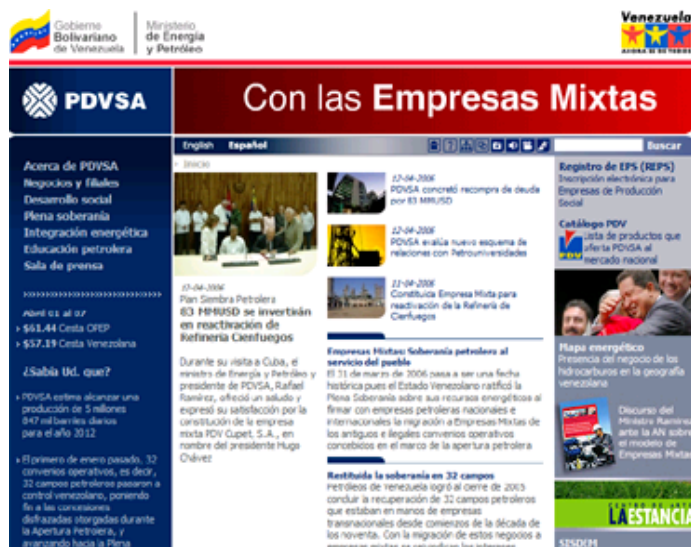 Gobierno
Bolivariano
de Venezuela
Ministerio
de Energía
y Petróleo
Venezuela
AHORA ES DE TODOS
PDVSA
Con las Empresas Mixtas
English Español
Buscar
Acerca de PDVSA
Negocios y filiales
Desarrollo social
Plena soberanía
Integración energética
Educación petrolera
Sala de prensa
Abril 01 al 07
$61.44 Cesta OPEP
$57.19 Cesta Venezolana
¿Sabía Ud. que?
PDVSA estima alcanzar una
producción de 5 millones
847 mil barriles diarios
para el año 2012
El primero de enero pasado, 32
convenios operativos, es decir,
32 campos petroleros pasaron a
control venezolano, poniendo
fin a las concesiones
disfrazadas otorgadas durante
la Apertura Petrolera, y
avanzando hacia la Plena
Inicio
17-04-2006
Plan Siembra Petrolera
83 MMUSD se invertirán
en reactivación de
Refinería Cienfuegos
Durante su visita a Cuba, el
ministro de Energía y Petróleo y
presidente de PDVSA, Rafael
Ramírez, ofreció un saludo y
expresó su satisfacción por la
constitución de la empresa
mixta PDV Cupet, S.A., en
nombre del presidente Hugo
Chávez
12-04-2006
PDVSA concretó recompra de deuda
por 83 MMUSD
12-04-2006
PDVSA evalúa nuevo esquema de
relaciones con Petrouniversidades
11-04-2006
Constituida Empresa Mixta para
reactivación de la Refinería de
Cienfuegos
Empresas Mixtas: Soberanía petrolera al
servicio del pueblo
El 31 de marzo de 2006 pasa a ser una fecha
histórica pues el Estado Venezolano ratificó la
Plena Soberanía sobre sus recursos energéticos al
firmar con empresas petroleras nacionales e
internacionales la migración a Empresas Mixtas de
los antiguos e ilegales convenios operativos
concebidos en el marco de la apertura petrolera
Restituida la soberanía en 32 campos
Petróleos de Venezuela logró al cierre de 2005
concluir la recuperación de 32 campos petroleros
que estaban en manos de empresas
transnacionales desde comienzos de la década de
los noventa. Con la migración de estos negocios a
Registro de EPS (REPS)
Inscripción electrónica para
Empresas de Producción
Social
Catálogo PDV
Lista de productos que
oferta PDVSA al
mercado nacional
PDV
Mapa energético
Presencia del negocio de los
hidrocarburos en la geografía
venezolana
Discurso del
Ministro Ramírez
ante la AN sobre
el modelo de
Empresas Mixtas
LAESTANCIA
SISDEM